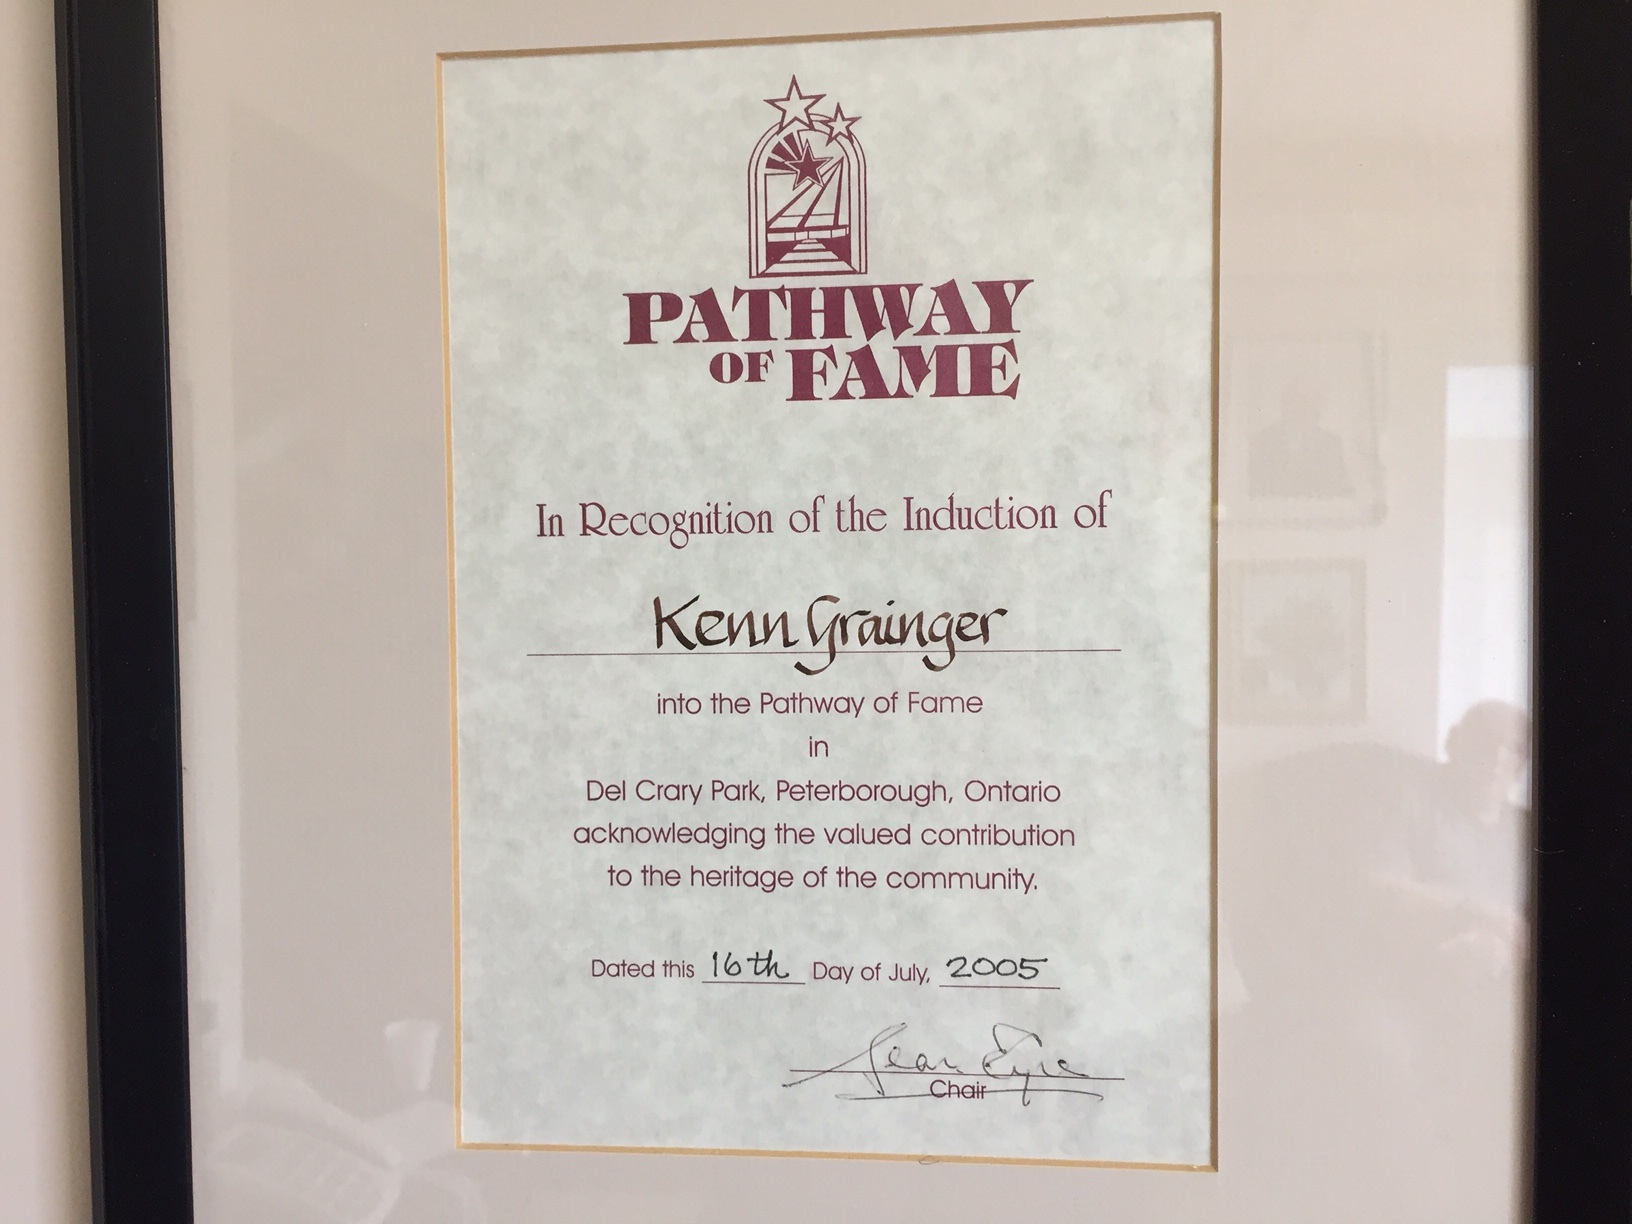 PATHWAY
OF FAME
In Recognition of the Induction of
Kenn Grainger
into the Pathway of Fame
in
Del Crary Park, Peterborough, Ontario
acknowledging the valued contribution
to the heritage of the community.
Dated this 16th Day of July, 2005
Jean Eyre
Chair